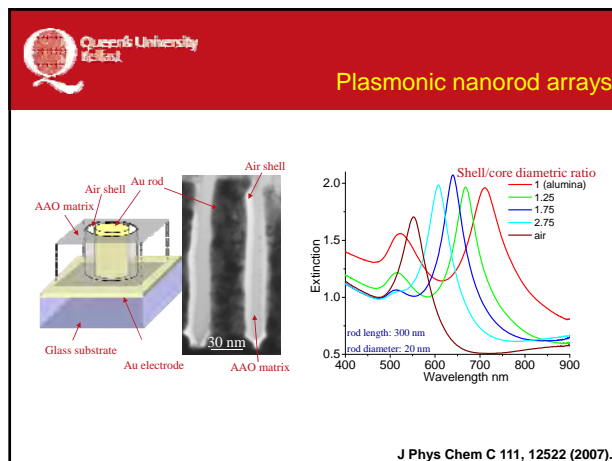 Queen's University
Belfast
Plasmonic nanorod arrays
Au rod
Air shell
Air shell
AAO matrix
Glass substrate
Au electrode
30 nm
AAO matrix
Shell/core diametric ratio
1 (alumina)
1.25
1.75
2.75
air
2.0
1.5
1.0
0.5
Extinction
rod length: 300 nm
rod diameter: 20 nm
400 500 600 700 800 900
Wavelength nm
J Phys Chem C 111, 12522 (2007).